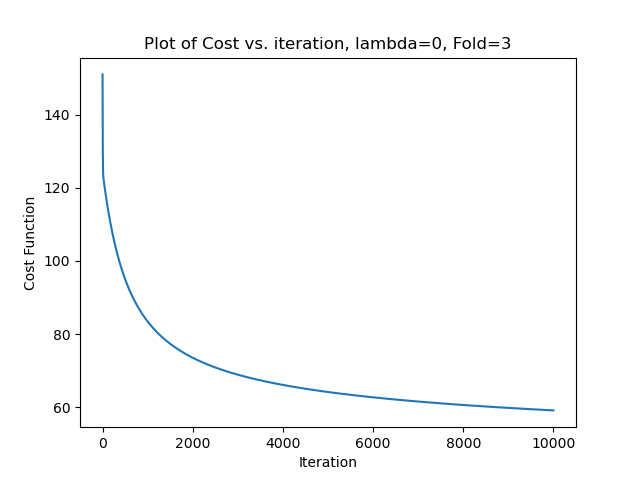 Plot of Cost vs. iteration, lambda=0, Fold=3
140
120
100
80
60
Cost Function
0 2000 4000 6000 8000 10000
Iteration